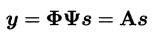 y = ΦΨs = As